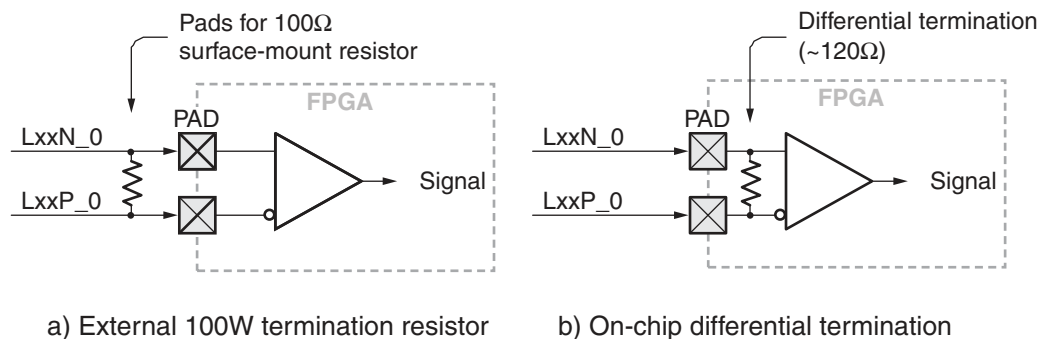 Pads for 100Ω
surface-mount resistor
FPGA
PAD
LxxN_0
LxxP_0
Signal
a) External 100W termination resistor
Differential termination
(~120Ω)
FPGA
PAD
LxxN_0
LxxP_0
Signal
b) On-chip differential termination